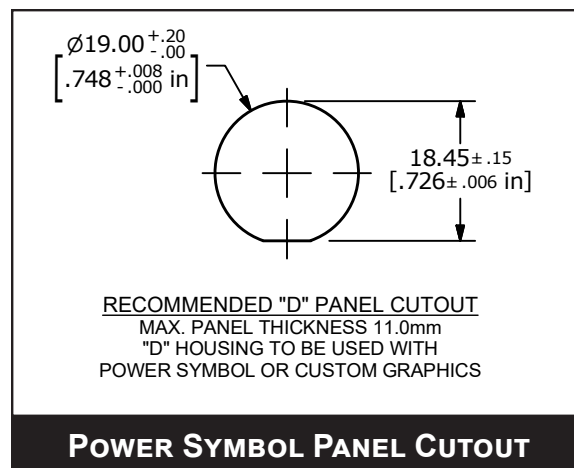 Ø19.00 +.20 -.00
[.748 +.008 -.000 in]
18.45± .15
[.726± .006 in]
RECOMMENDED "D" PANEL CUTOUT
MAX. PANEL THICKNESS 11.0mm
"D" HOUSING TO BE USED WITH
POWER SYMBOL OR CUSTOM GRAPHICS
POWER SYMBOL PANEL CUTOUT